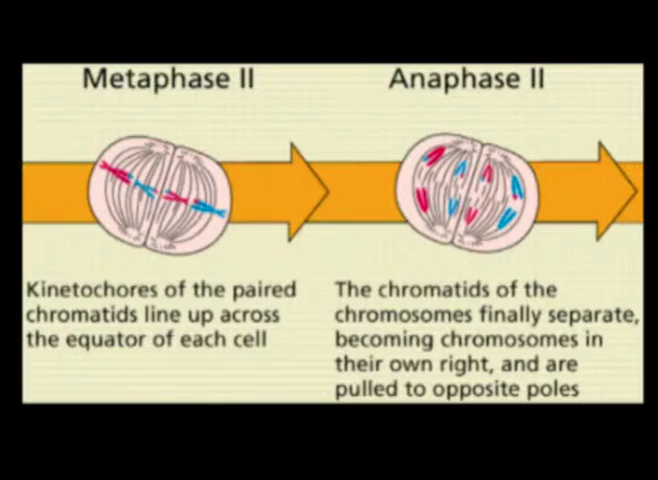 Metaphase II
Anaphase II
Kinetochores of the paired
chromatids line up across
the equator of each cell
The chromatids of the
chromosomes finally separate,
becoming chromosomes in
their own right, and are
pulled to opposite poles